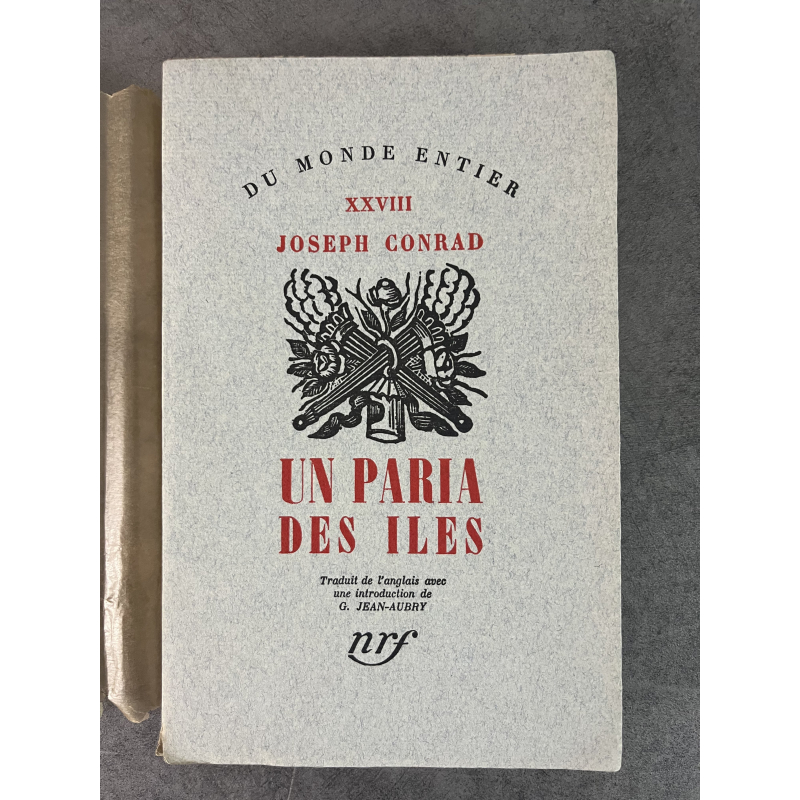 DU MONDE ENTIER
XXVIII
JOSEPH CONRAD
UN PARIA
DES ILES
Traduit de l'anglais avec
une introduction de
G. JEAN-AUBRY
nrf